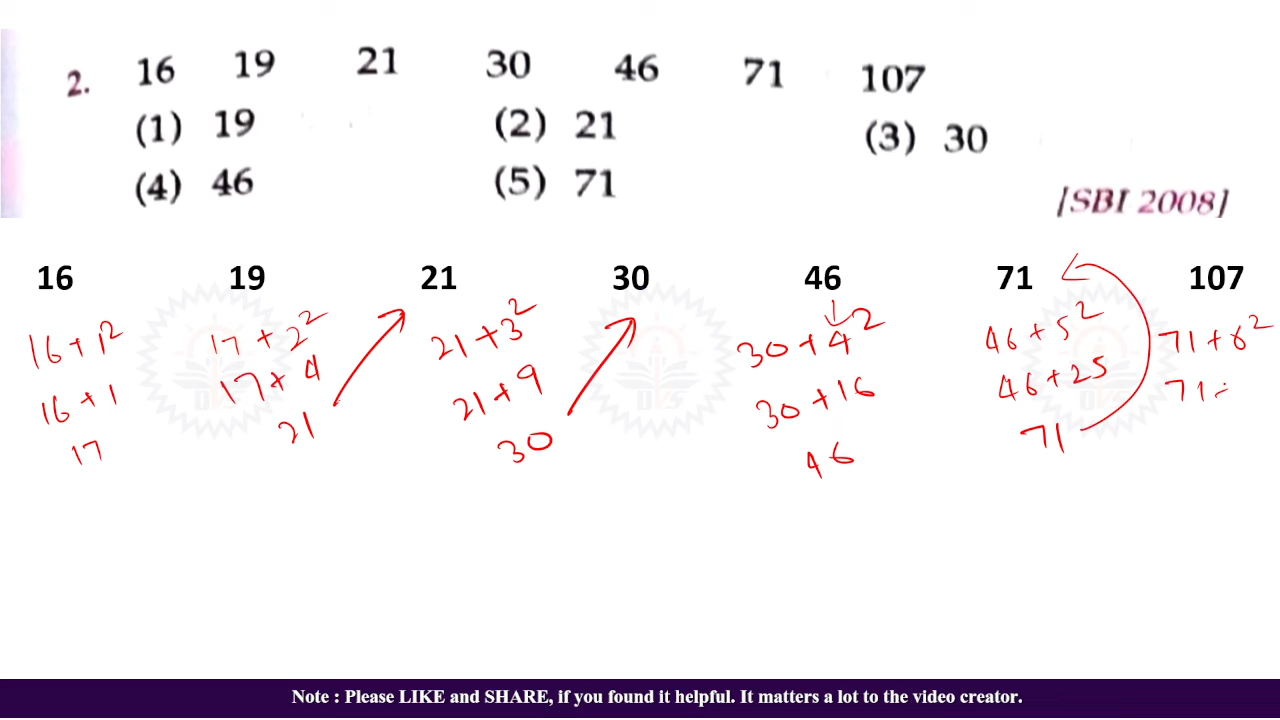 2. 16 19 21 30 46 71 107
(1) 19 (2) 21 (3) 30
(4) 46 (5) 71
[SBI 2008]
16 19 21 30 46 71 107
16+1² 17+2² 21+3² 30+4² 46+5² 71+6²
16+1 17+4 21+9 30+16 46+25 71
17 21 30 46 71
DVS DVS DVS
Note : Please LIKE and SHARE, if you found it helpful. It matters a lot to the video creator.